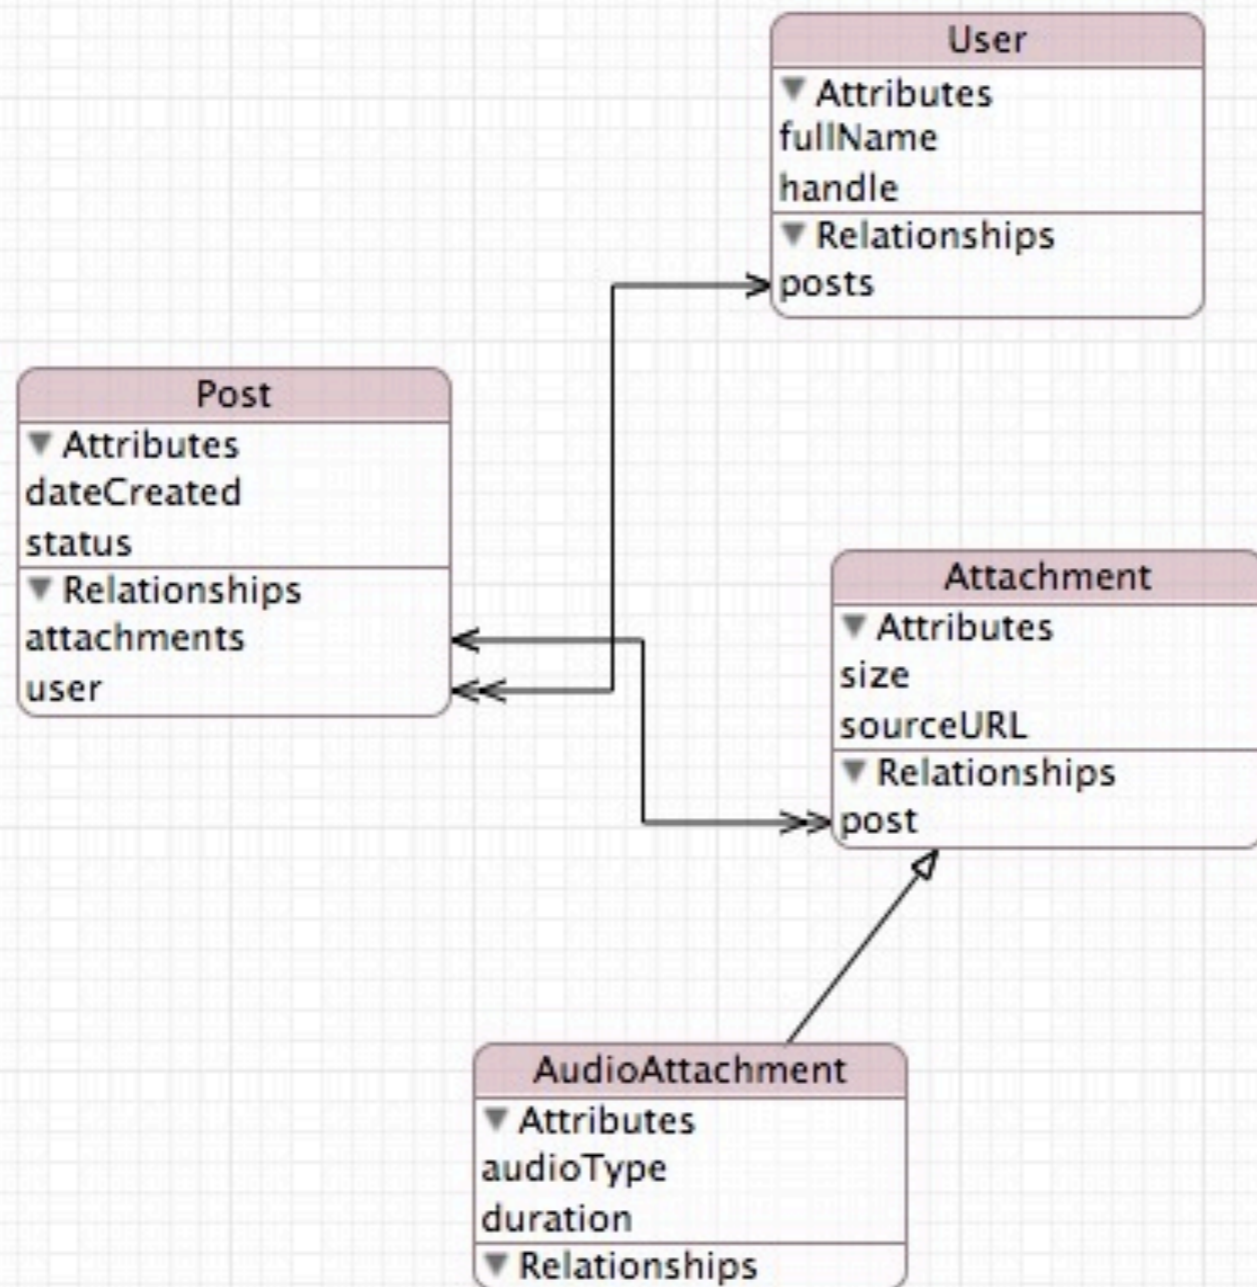 User
Attributes
fullName
handle
Relationships
posts
Post
Attributes
dateCreated
status
Relationships
attachments
user
Attachment
Attributes
size
sourceURL
Relationships
post
AudioAttachment
Attributes
audioType
duration
Relationships